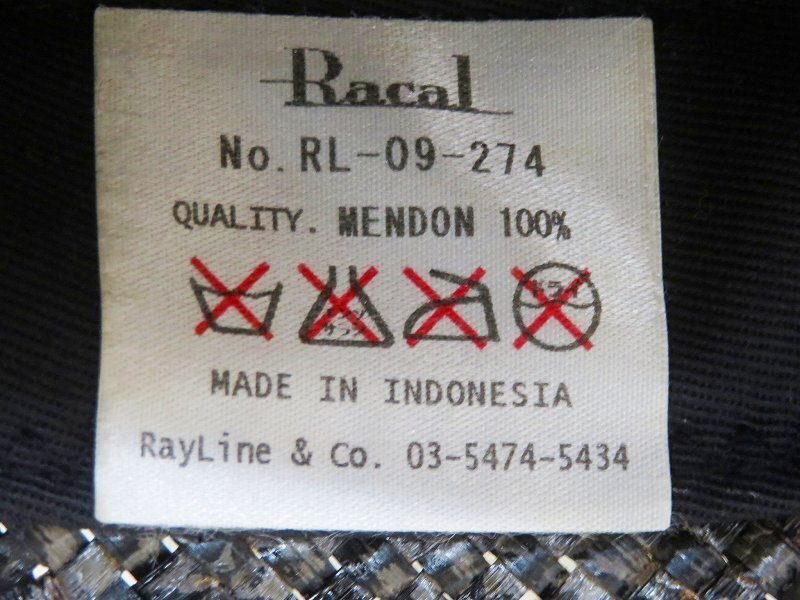 Racal
No. RL-09-274
QUALITY. MENDON 100%
MADE IN INDONESIA
RayLine & Co. 03-5474-5434